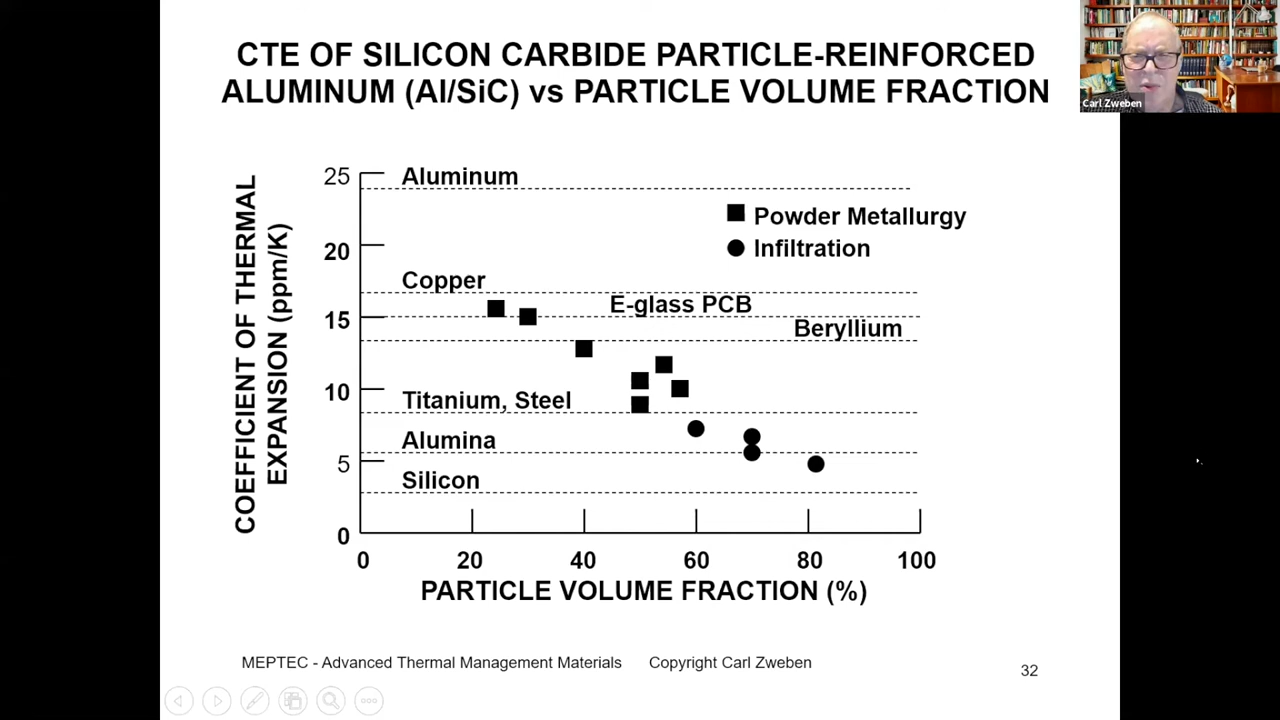 CTE OF SILICON CARBIDE PARTICLE-REINFORCED
ALUMINUM (Al/SiC) vs PARTICLE VOLUME FRACTION
Carl Zweben
COEFFICIENT OF THERMAL
EXPANSION (ppm/K)
25
20
15
10
5
0
Aluminum
Powder Metallurgy
Infiltration
Copper
E-glass PCB
Beryllium
Titanium, Steel
Alumina
Silicon
0 20 40 60 80 100
PARTICLE VOLUME FRACTION (%)
MEPTEC - Advanced Thermal Management Materials Copyright Carl Zweben
32